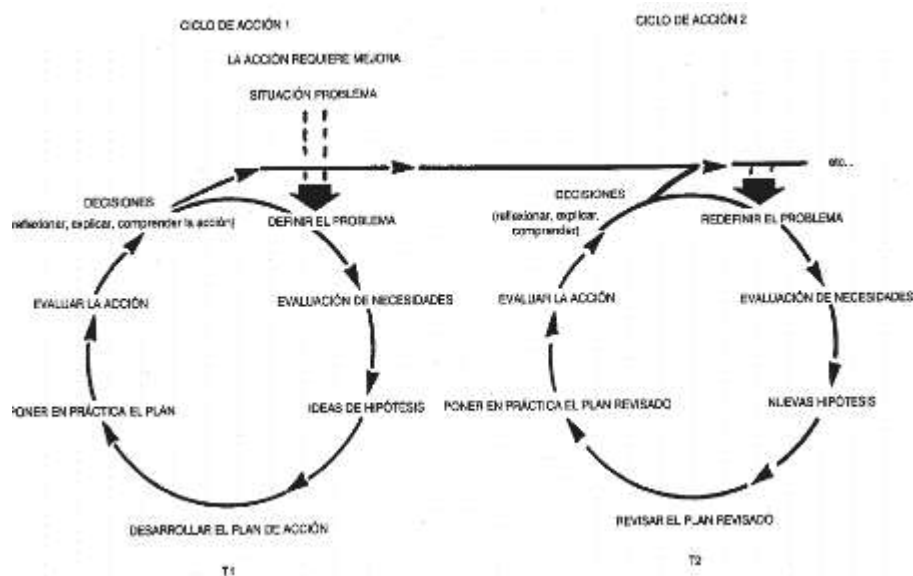 CICLO DE ACCIÓN 1
CICLO DE ACCIÓN 2
LA ACCIÓN REQUIERE MEJORA
SITUACIÓN PROBLEMA
etc...
DECISIONES
(reflexionar, explicar, comprender la acción)
DEFINIR EL PROBLEMA
EVALUAR LA ACCIÓN
EVALUACIÓN DE NECESIDADES
PONER EN PRÁCTICA EL PLAN
IDEAS DE HIPÓTESIS
DESARROLLAR EL PLAN DE ACCIÓN
T1
DECISIONES
(reflexionar, explicar,
comprender)
REDEFINIR EL PROBLEMA
EVALUAR LA ACCIÓN
EVALUACIÓN DE NECESIDADES
PONER EN PRÁCTICA EL PLAN REVISADO
NUEVAS HIPÓTESIS
REVISAR EL PLAN REVISADO
T2